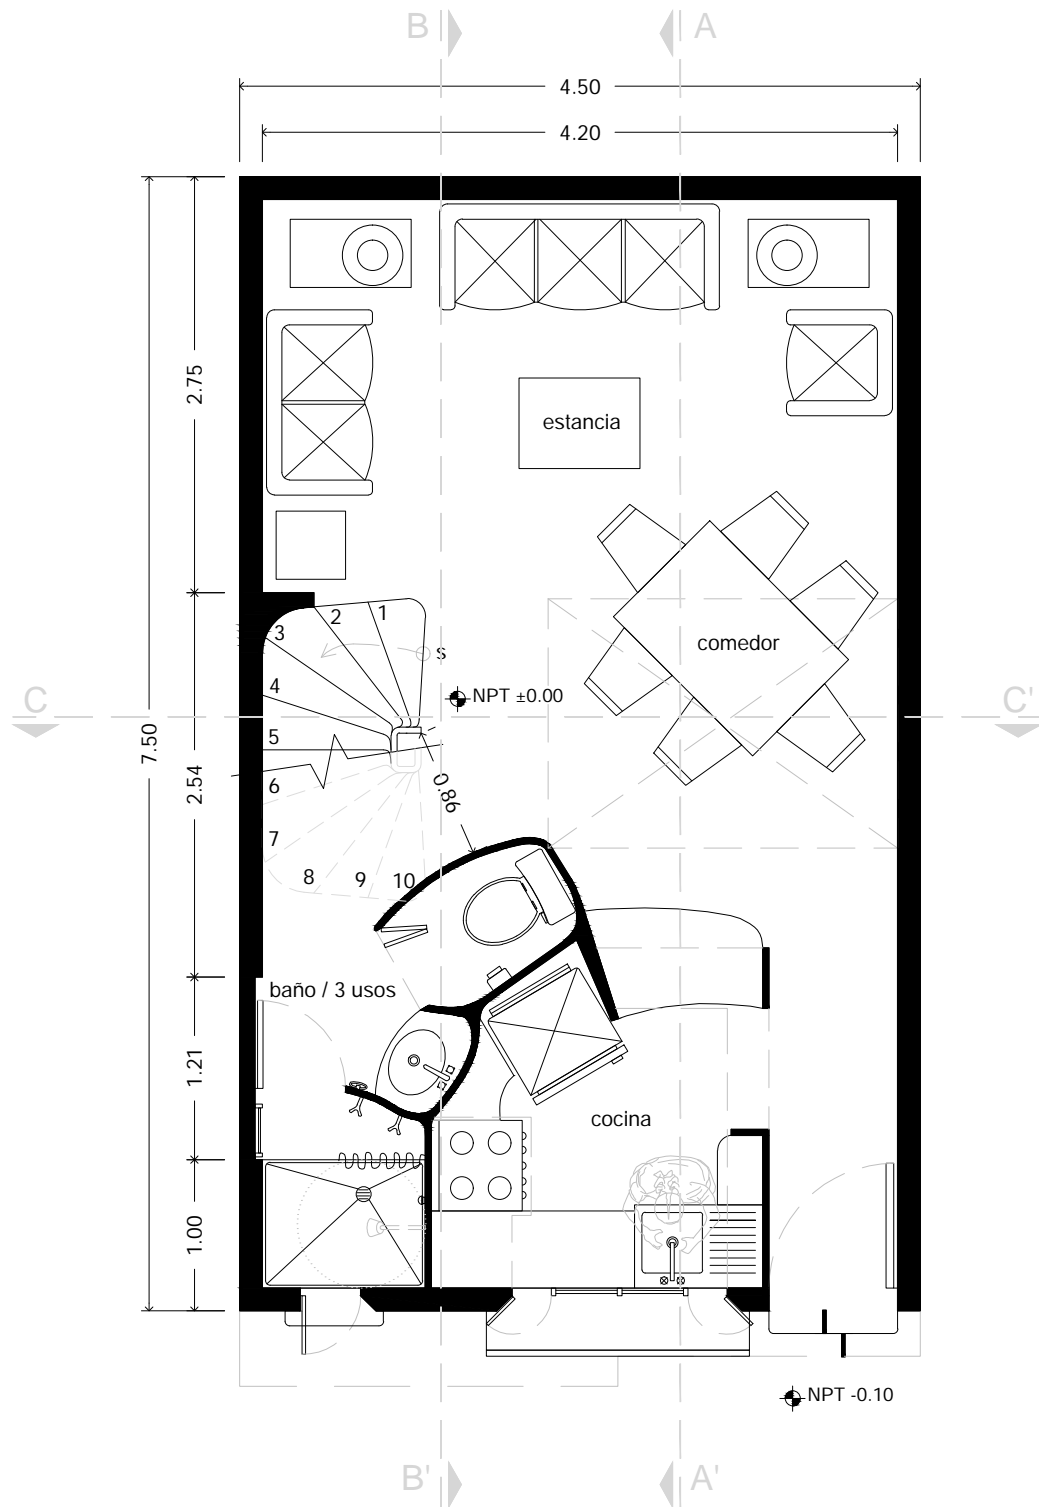 B
A
4.50
4.20
2.75
estancia
2
1
3
comedor
S
4
C
NPT ±0.00
C'
5
7.50
2.54
6
0.86
7
8
9
10
baño / 3 usos
1.21
cocina
1.00
NPT -0.10
B'
A'